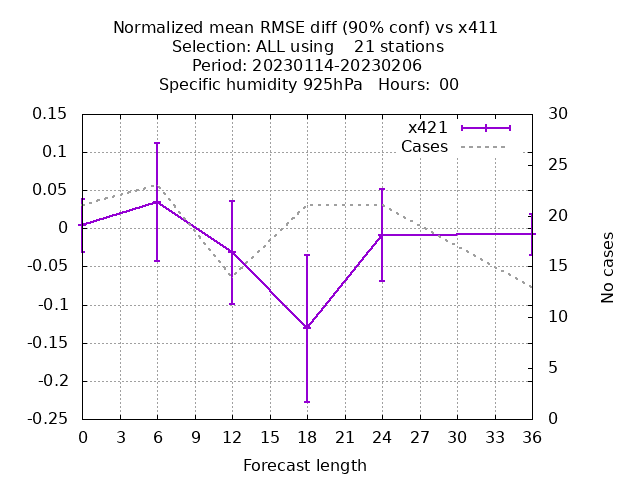 Normalized mean RMSE diff (90% conf) vs x411
Selection: ALL using    21 stations
Period: 20230114-20230206
Specific humidity 925hPa   Hours:  00
0.15
0.1
0.05
0
-0.05
-0.1
-0.15
-0.2
-0.25
x421
Cases
30
25
20
15
10
5
0
No cases
0 3 6 9 12 15 18 21 24 27 30 33 36
Forecast length